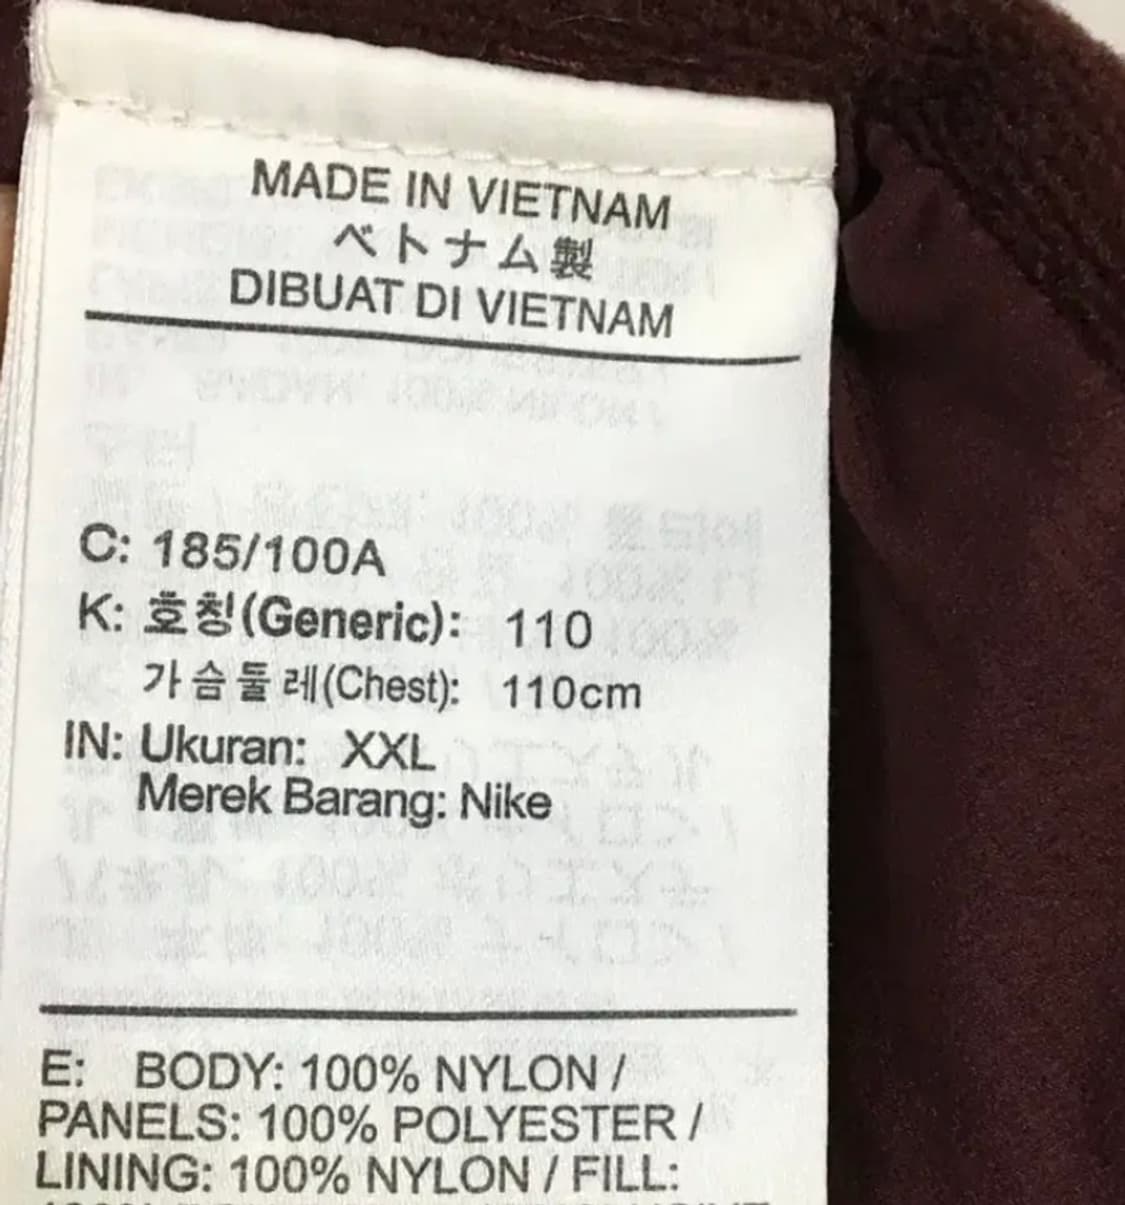 MADE IN VIETNAM
ベトナム製
DIBUAT DI VIETNAM
C: 185/100A
K: 호칭(Generic): 110
가슴둘레(Chest): 110cm
IN: Ukuran: XXL
Merek Barang: Nike
E: BODY: 100% NYLON /
PANELS: 100% POLYESTER /
LINING: 100% NYLON / FILL: